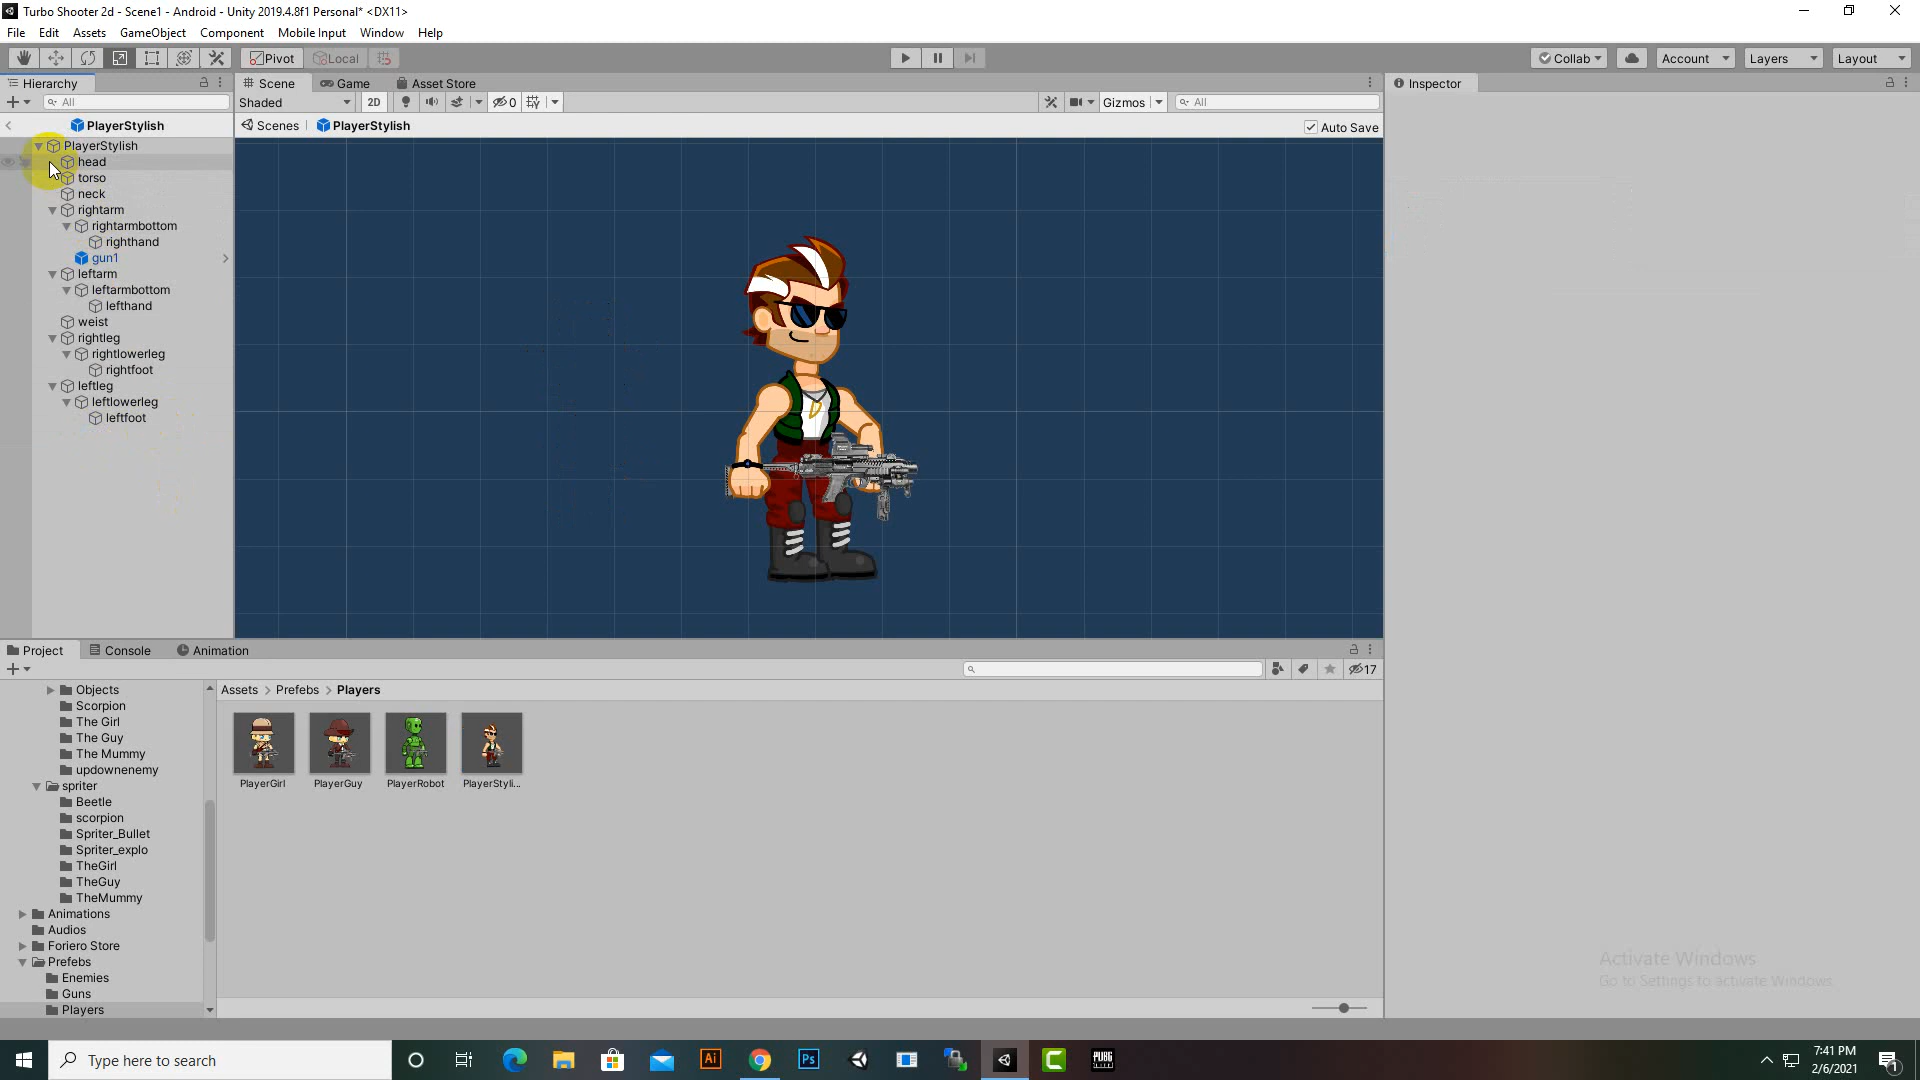 Turbo Shooter 2d - Scene1 - Android - Unity 2019.4.8f1 Personal* <DX11>
File Edit Assets GameObject Component Mobile Input Window Help
Pivot Local Collab Account Layers Layout
Hierarchy Scene Game Asset Store Inspector
All Shaded 2D 0 Gizmos All
PlayerStylish Scenes PlayerStylish Auto Save
PlayerStylish
head
torso
neck
rightarm
rightarmbottom
righthand
gun1
leftarm
leftarmbottom
lefthand
weist
rightleg
rightlowerleg
rightfoot
leftleg
leftlowerleg
leftfoot
Project Console Animation
17
Assets > Prefebs > Players
Objects
Scorpion
The Girl
The Guy
The Mummy
updownenemy
spriter
Beetle
scorpion
Spriter_Bullet
Spriter_explo
TheGirl
TheGuy
TheMummy
Animations
Audios
Foriero Store
Prefebs
Enemies
Guns
Players
PlayerGirl PlayerGuy PlayerRobot PlayerStyli...
Activate Windows
Go to Settings to activate Windows.
Type here to search
Ai Ps PUBG
7:41 PM
2/6/2021
1